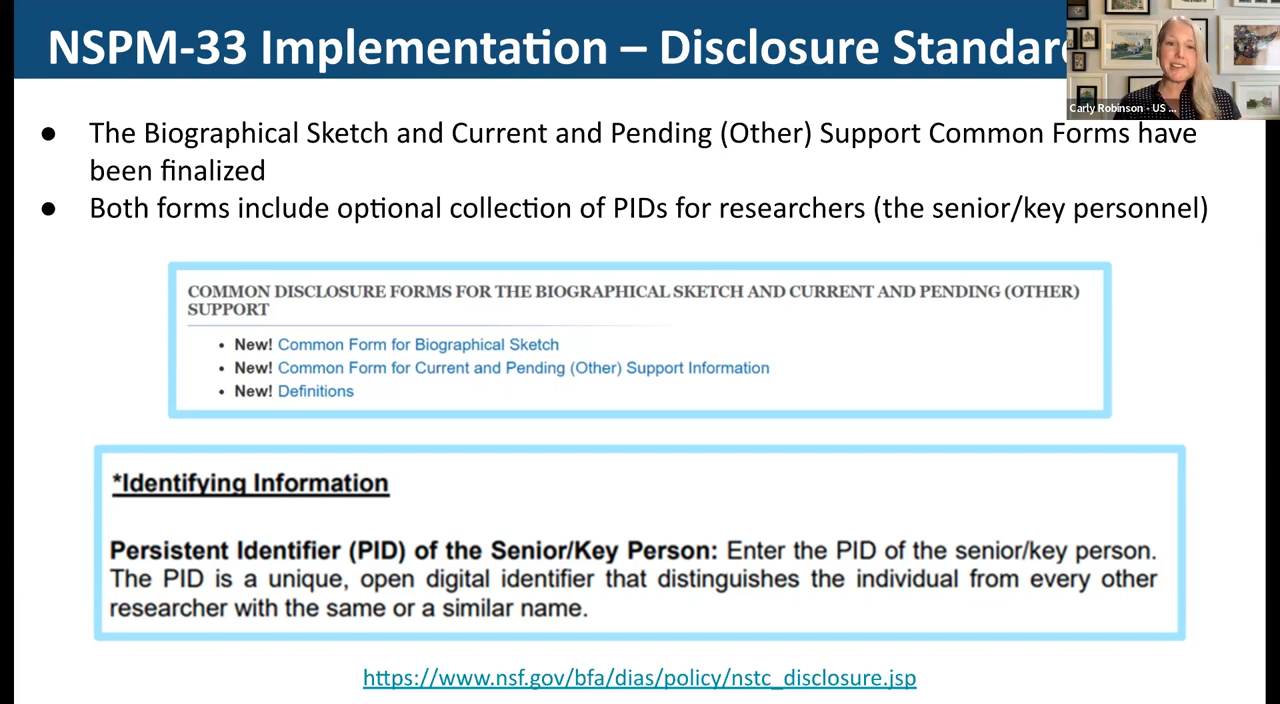 NSPM-33 Implementation – Disclosure Standar
Carly Robinson - US ...
● The Biographical Sketch and Current and Pending (Other) Support Common Forms have
been finalized
● Both forms include optional collection of PIDs for researchers (the senior/key personnel)
COMMON DISCLOSURE FORMS FOR THE BIOGRAPHICAL SKETCH AND CURRENT AND PENDING (OTHER)
SUPPORT
• New! Common Form for Biographical Sketch
• New! Common Form for Current and Pending (Other) Support Information
• New! Definitions
*Identifying Information
Persistent Identifier (PID) of the Senior/Key Person: Enter the PID of the senior/key person.
The PID is a unique, open digital identifier that distinguishes the individual from every other
researcher with the same or a similar name.
https://www.nsf.gov/bfa/dias/policy/nstc_disclosure.jsp